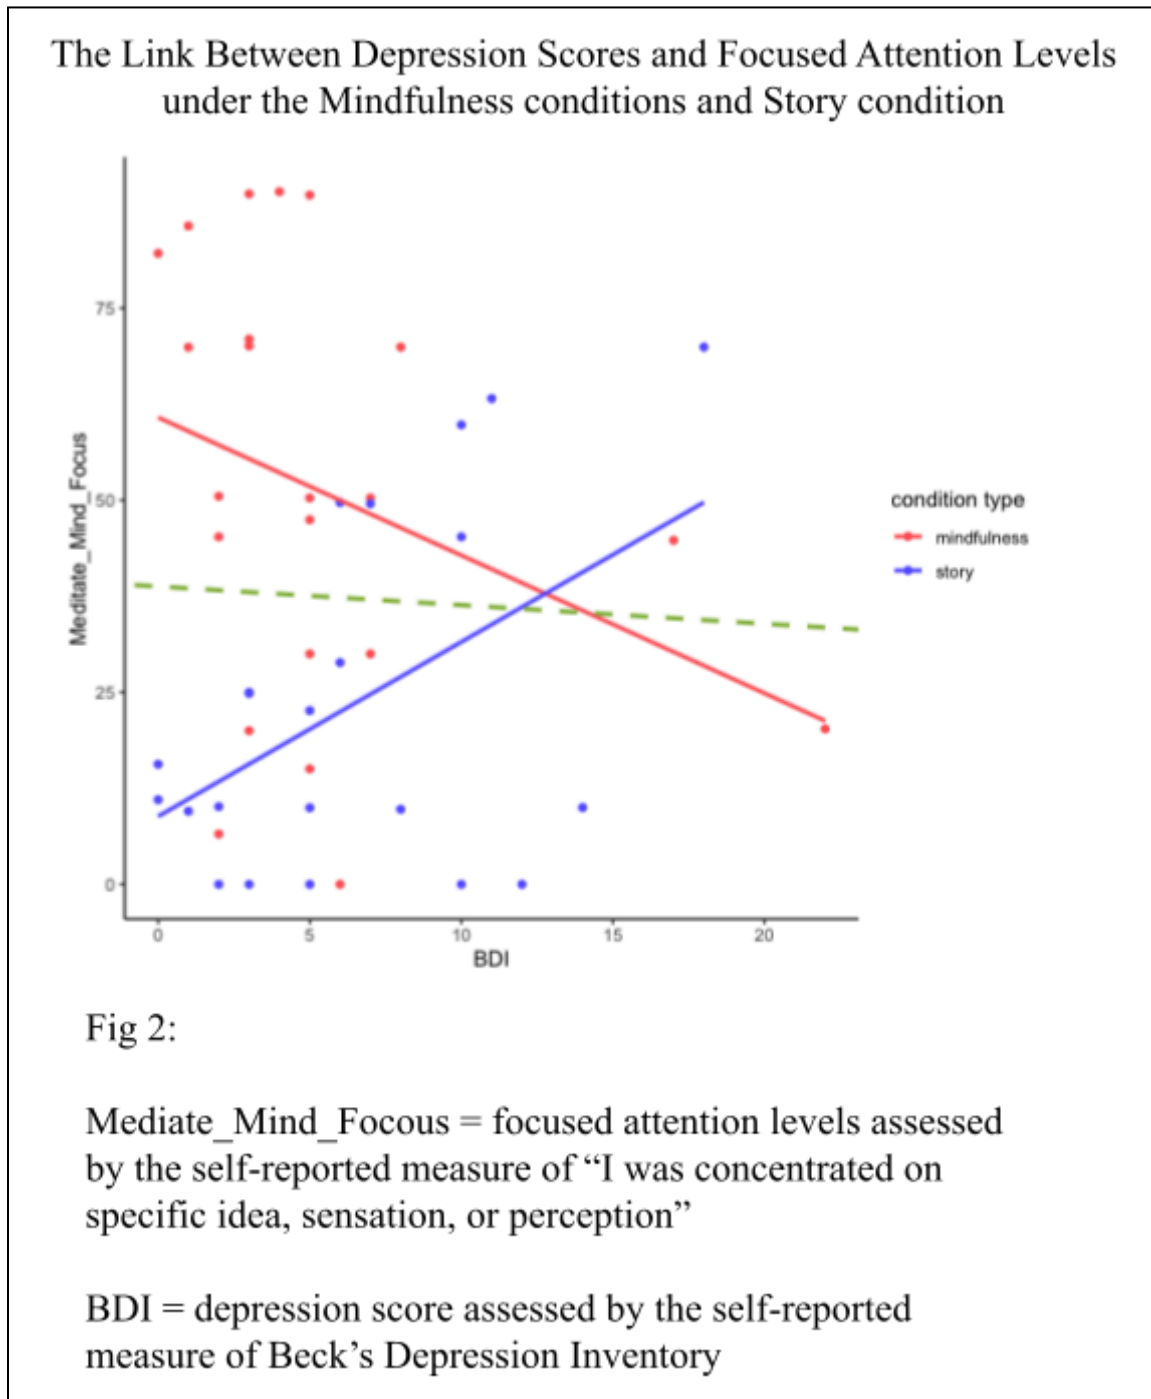 The Link Between Depression Scores and Focused Attention Levels
under the Mindfulness conditions and Story condition
Meditate_Mind_Focus
75
50
25
0
0
5
10
15
20
BDI
condition type
mindfulness
story
Fig 2:
Mediate_Mind_Focous = focused attention levels assessed
by the self-reported measure of “I was concentrated on
specific idea, sensation, or perception”
BDI = depression score assessed by the self-reported
measure of Beck’s Depression Inventory